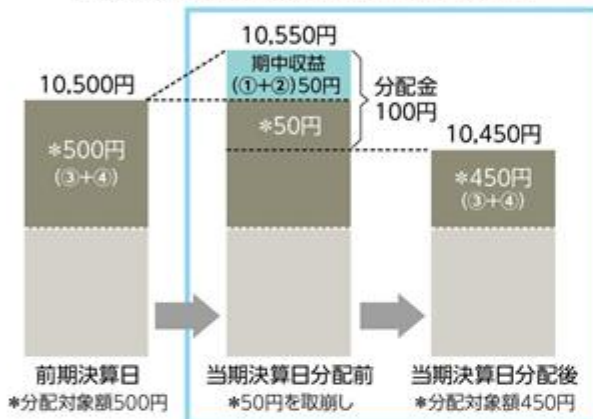 10,550円
期中収益
(①+②)50円
分配金
100円
10,500円
*500円
(③+④)
*50円
10,450円
*450円
(③+④)
前期決算日
*分配対象額500円
当期決算日分配前
*50円を取崩し
当期決算日分配後
*分配対象額450円